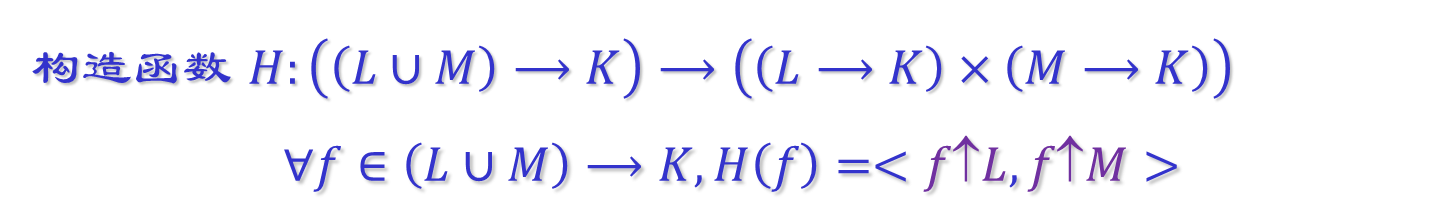 构造函数 H:((L ∪ M) ⟶ K) ⟶ ((L ⟶ K) × (M ⟶ K))
∀f ∈ (L ∪ M) ⟶ K, H(f) =< f↑L, f↑M >